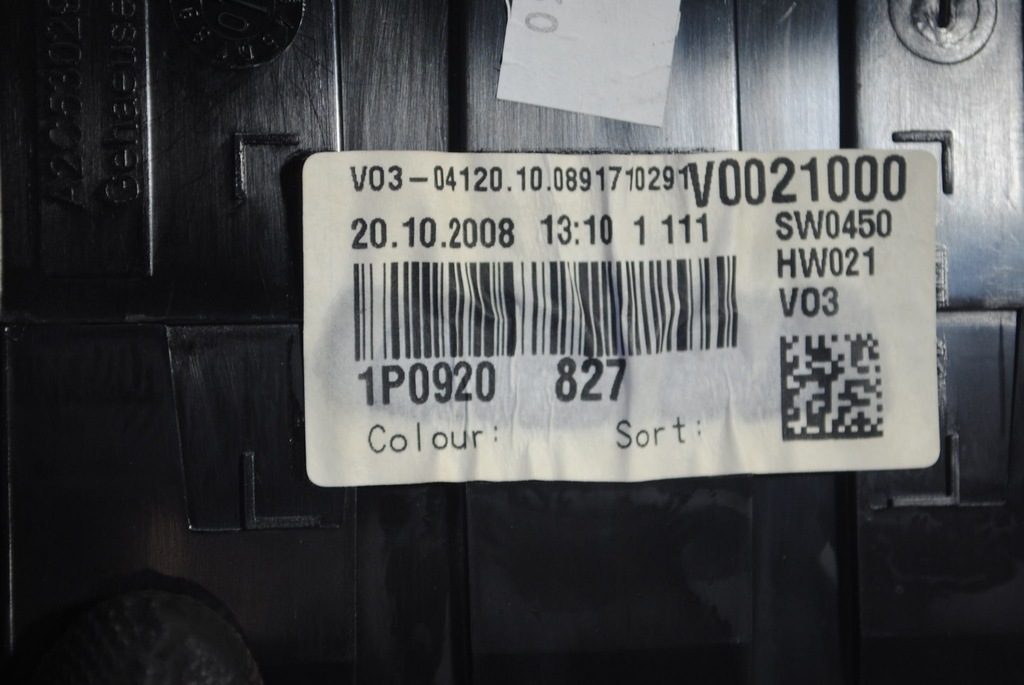 V03-04120.10.0891710291 V0021000
20.10.2008 13:10 1 111 SW0450
HW021
V03
1P0920 827
Colour: Sort:
Gehaeuse